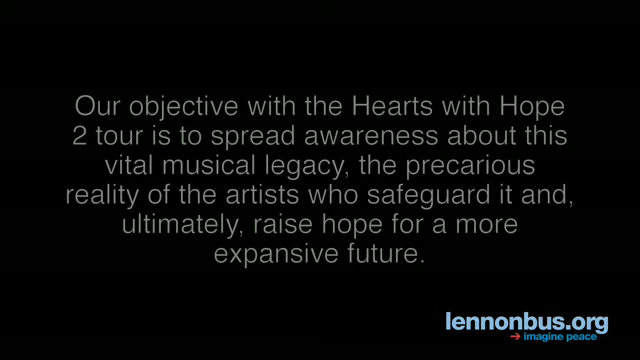 Our objective with the Hearts with Hope
2 tour is to spread awareness about this
vital musical legacy, the precarious
reality of the artists who safeguard it and,
ultimately, raise hope for a more
expansive future.
lennonbus.org
imagine peace